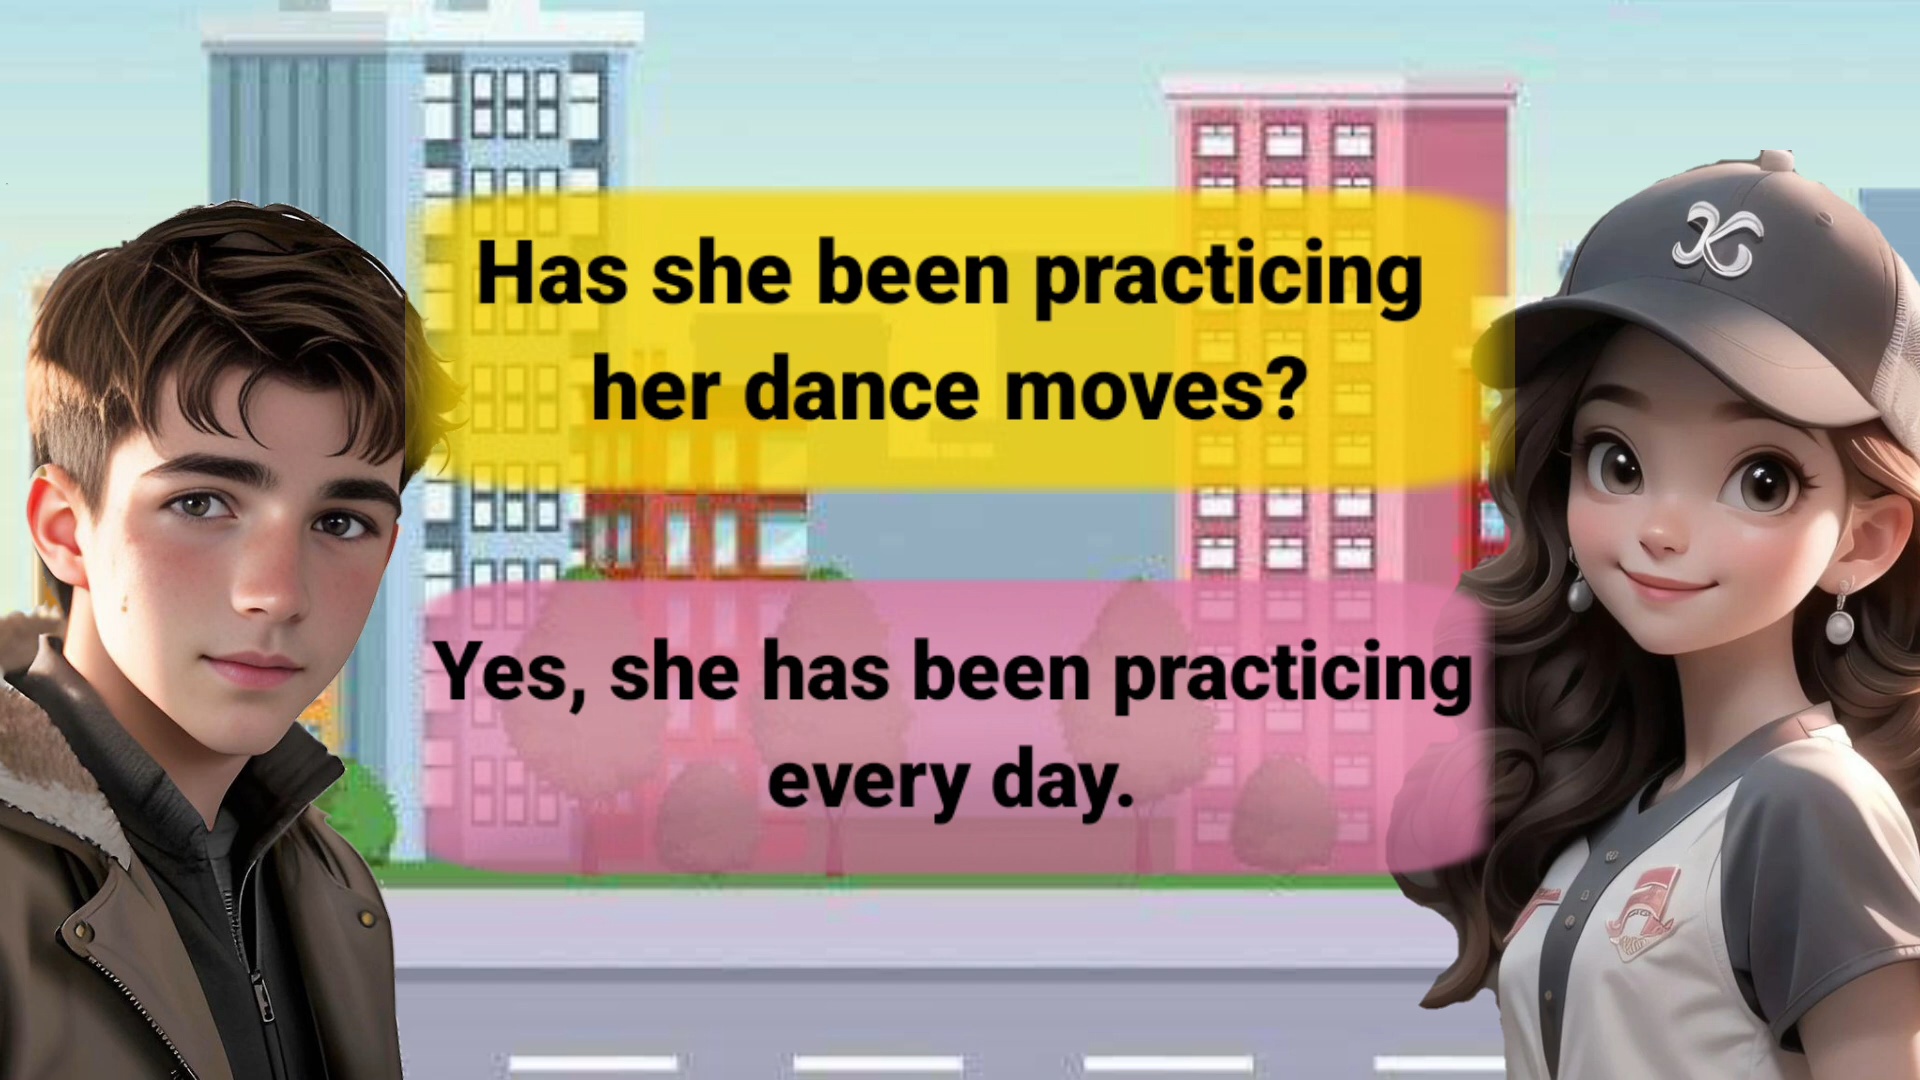 Has she been practicing
her dance moves?
Yes, she has been practicing
every day.